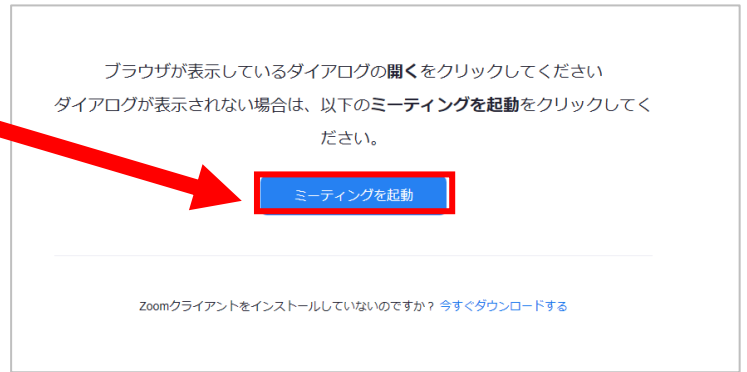 ブラウザが表示しているダイアログの開くをクリックしてください
ダイアログが表示されない場合は、以下のミーティングを起動をクリックしてく
ださい。
ミーティングを起動
Zoomクライアントをインストールしていないのですか？ 今すぐダウンロードする